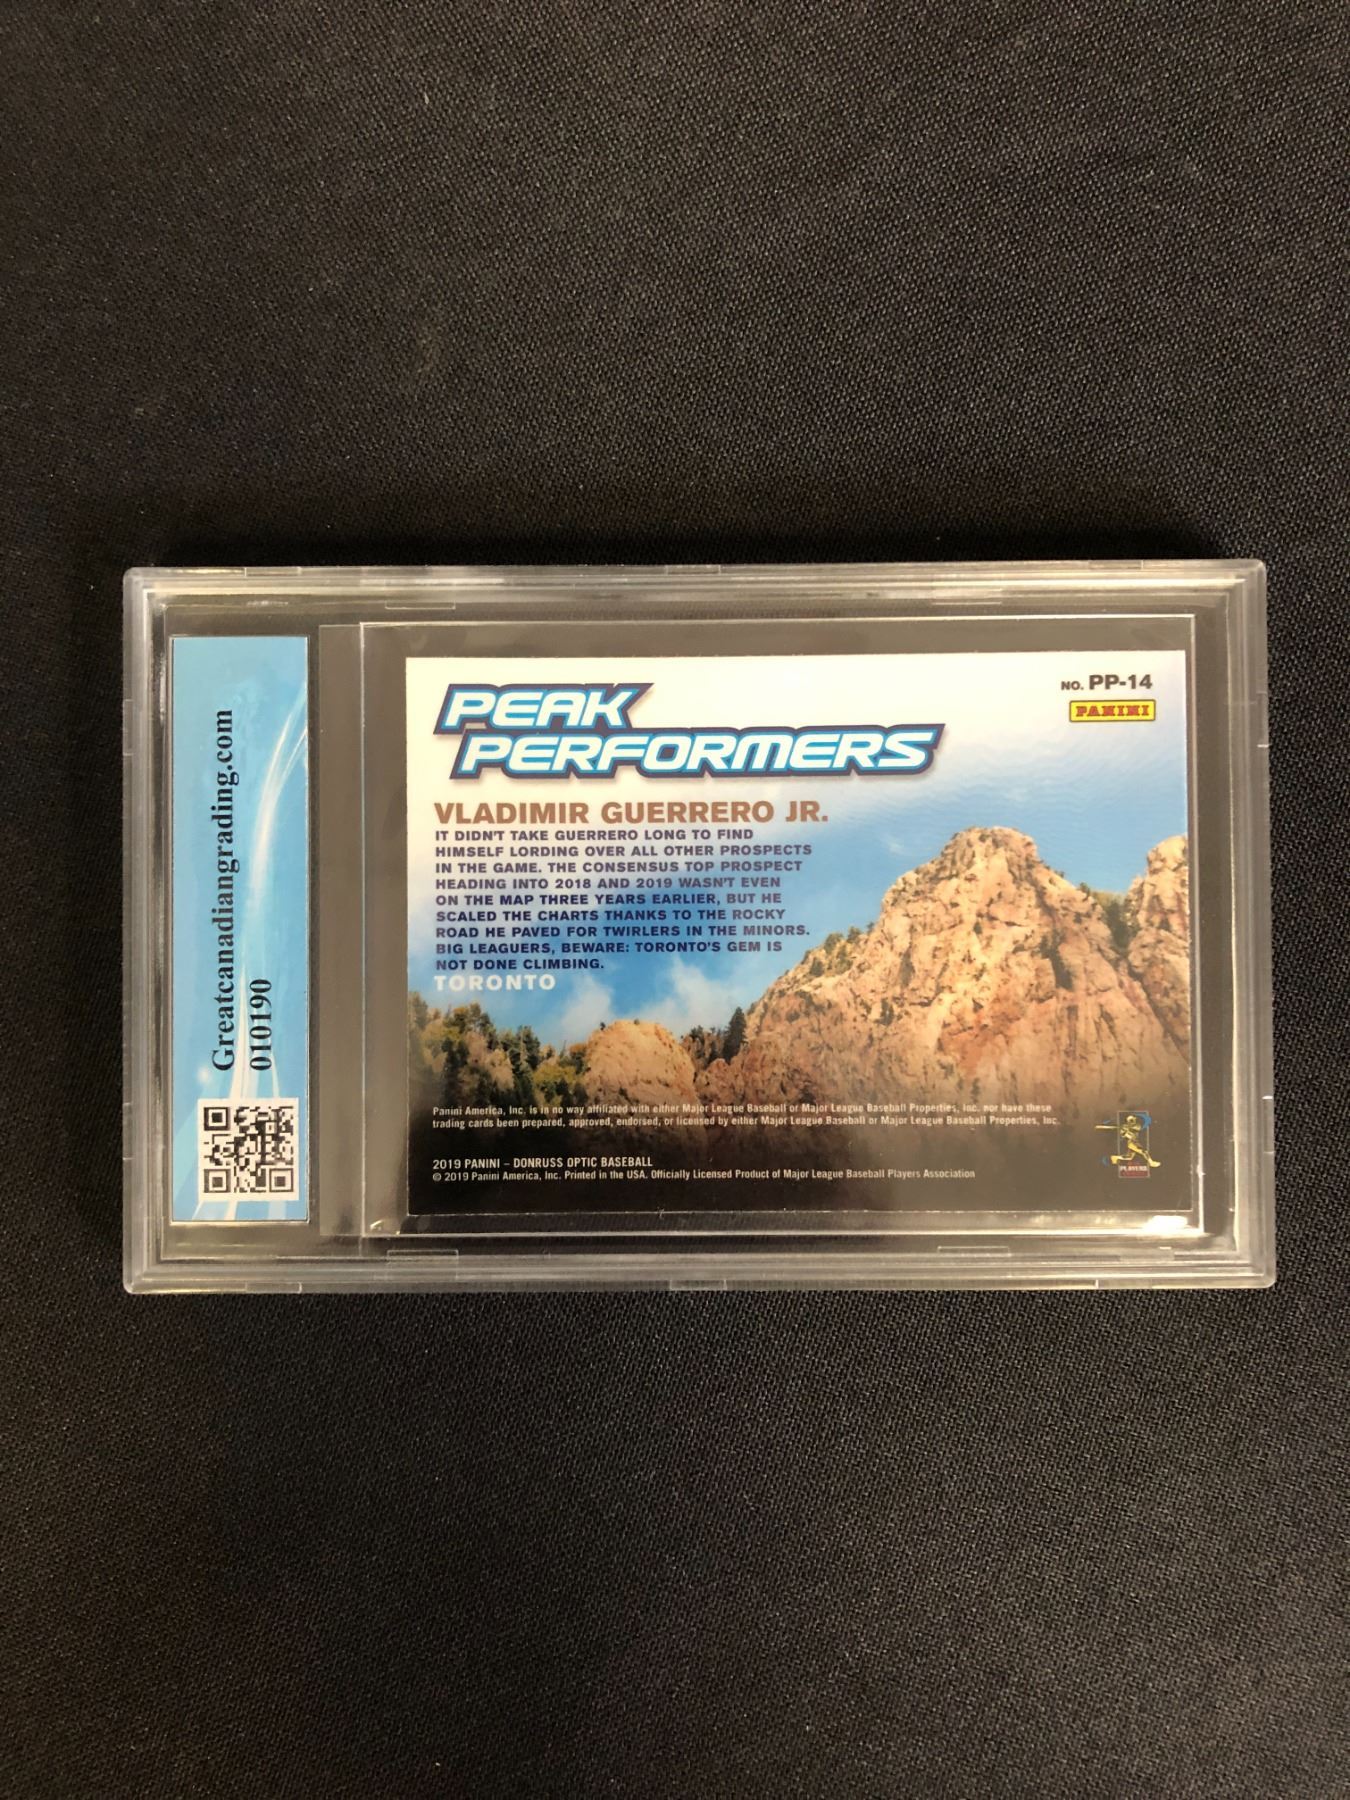 Greatcanadiangrading.com
010190
PEAK
PERFORMERS
NO. PP-14
PANINI
VLADIMIR GUERRERO JR.
IT DIDN'T TAKE GUERRERO LONG TO FIND
HIMSELF LORDING OVER ALL OTHER PROSPECTS
IN THE GAME. THE CONSENSUS TOP PROSPECT
HEADING INTO 2018 AND 2019 WASN'T EVEN
ON THE MAP THREE YEARS EARLIER, BUT HE
SCALED THE CHARTS THANKS TO THE ROCKY
ROAD HE PAVED FOR TWIRLERS IN THE MINORS.
BIG LEAGUERS, BEWARE: TORONTO'S GEM IS
NOT DONE CLIMBING.
TORONTO
Panini America, Inc. is in no way affiliated with either Major League Baseball or Major League Baseball Properties, Inc. nor have these
trading cards been prepared, approved, endorsed, or licensed by either Major League Baseball or Major League Baseball Properties, Inc.
2019 PANINI – DONRUSS OPTIC BASEBALL
© 2019 Panini America, Inc. Printed in the USA. Officially Licensed Product of Major League Baseball Players Association
PLAYERS